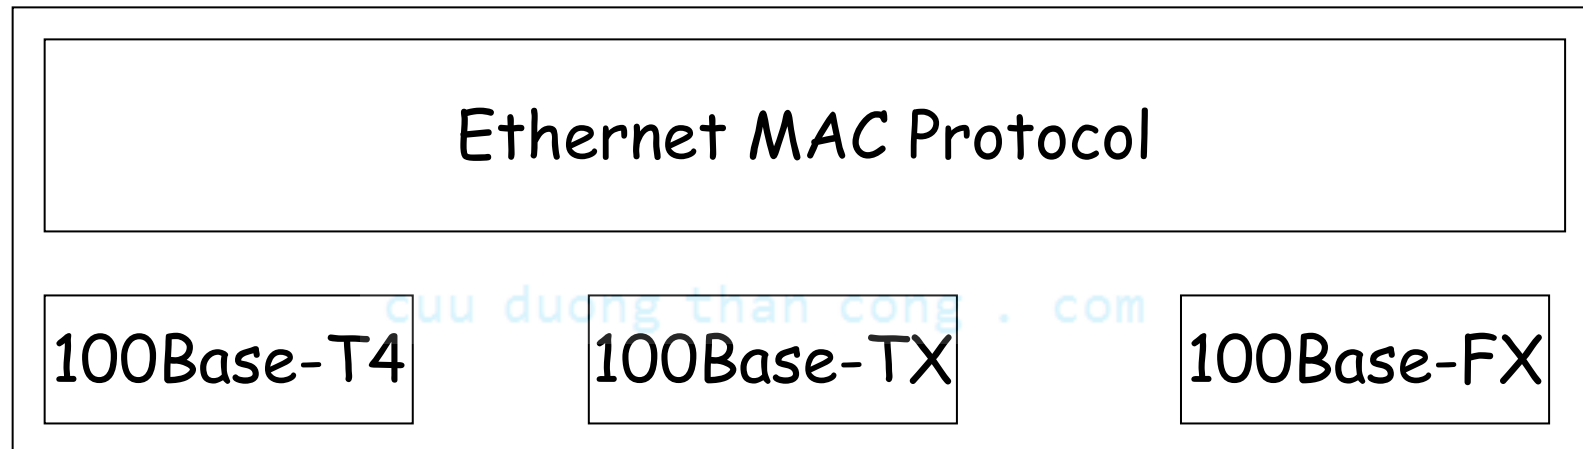 Ethernet MAC Protocol
cuu duong than cong . com
100Base-T4 100Base-TX 100Base-FX